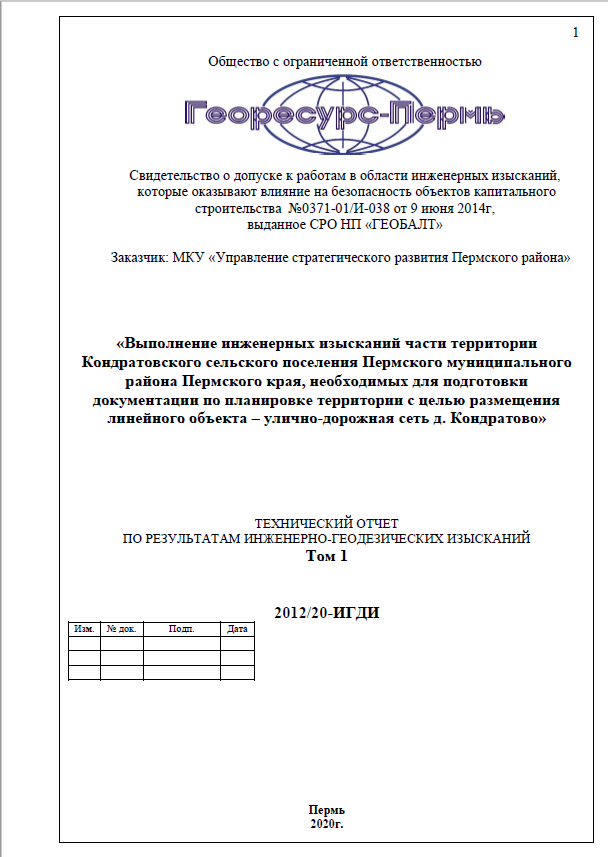 1
Общество с ограниченной ответственностью
Георесурс-Пермь
Свидетельство о допуске к работам в области инженерных изысканий,
которые оказывают влияние на безопасность объектов капитального
строительства №0371-01/И-038 от 9 июня 2014г,
выданное СРО НП «ГЕОБАЛТ»
Заказчик: МКУ «Управление стратегического развития Пермского района»
«Выполнение инженерных изысканий части территории
Кондратовского сельского поселения Пермского муниципального
района Пермского края, необходимых для подготовки
документации по планировке территории с целью размещения
линейного объекта – улично-дорожная сеть д. Кондратово»
ТЕХНИЧЕСКИЙ ОТЧЕТ
ПО РЕЗУЛЬТАТАМ ИНЖЕНЕРНО-ГЕОДЕЗИЧЕСКИХ ИЗЫСКАНИЙ
Том 1
2012/20-ИГДИ
Изм. № док. Подп. Дата
Пермь
2020г.